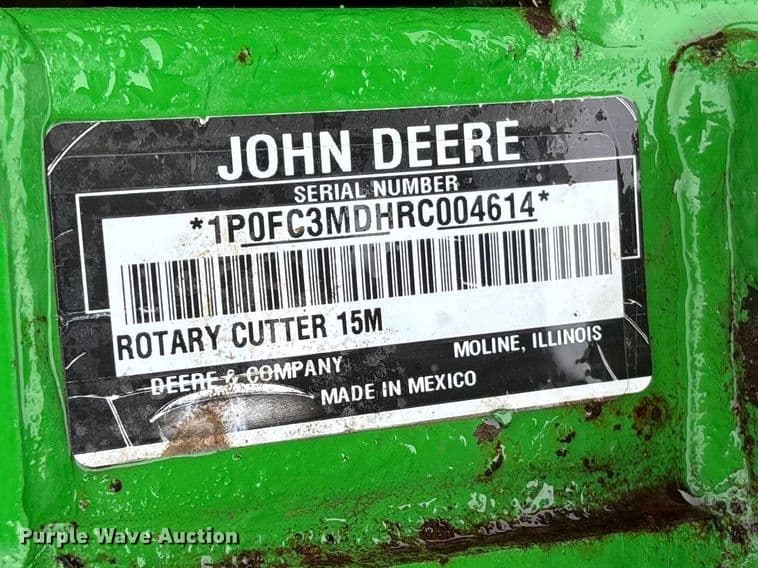 JOHN DEERE
SERIAL NUMBER
*1P0FC3MDHRC004614*
ROTARY CUTTER 15M
DEERE & COMPANY MOLINE, ILLINOIS
MADE IN MEXICO
Purple Wave Auction